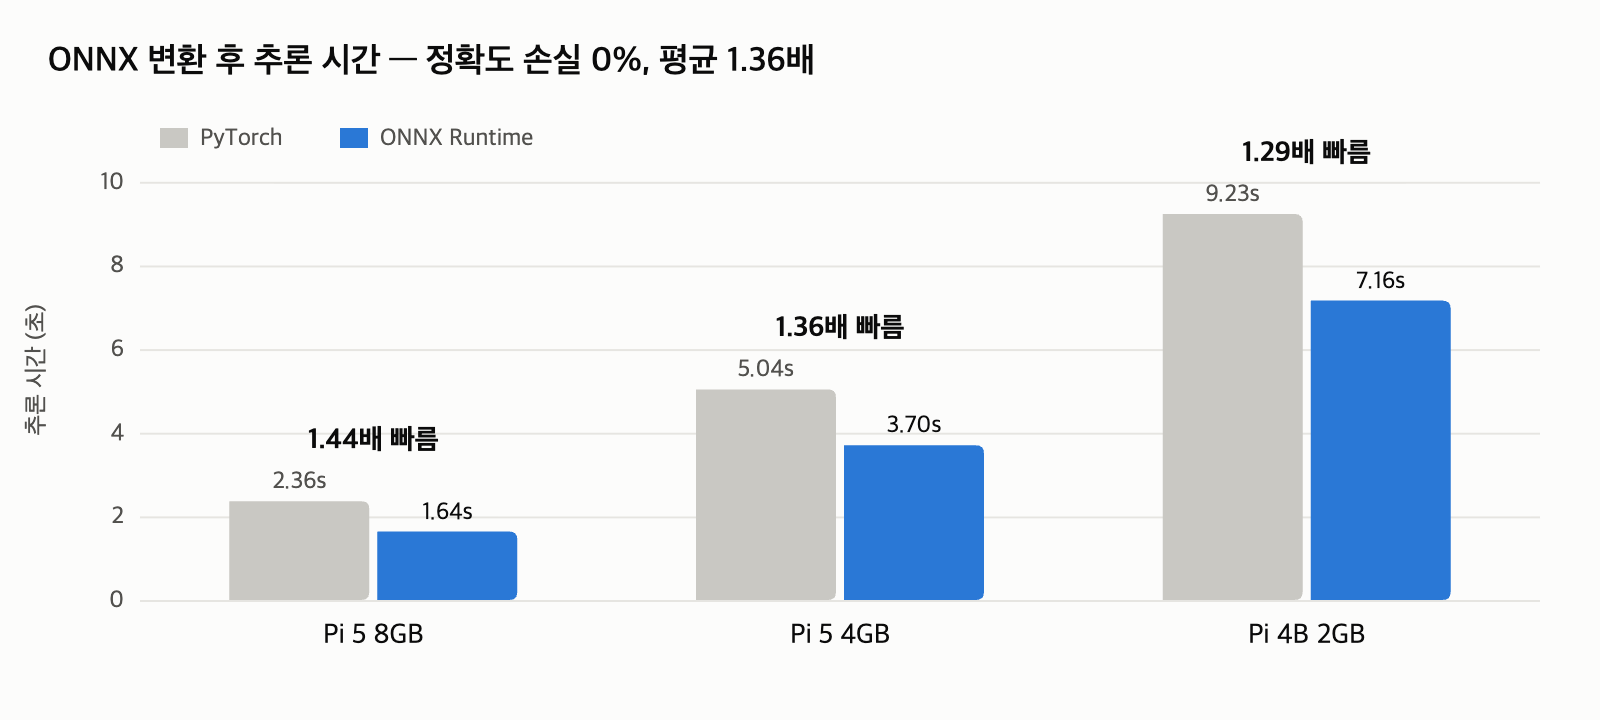 ONNX 변환 후 추론 시간 — 정확도 손실 0%, 평균 1.36배
PyTorch
ONNX Runtime
추론 시간 (초)
10
8
6
4
2
0
1.44배 빠름
2.36s
1.64s
1.36배 빠름
5.04s
3.70s
1.29배 빠름
9.23s
7.16s
Pi 5 8GB
Pi 5 4GB
Pi 4B 2GB